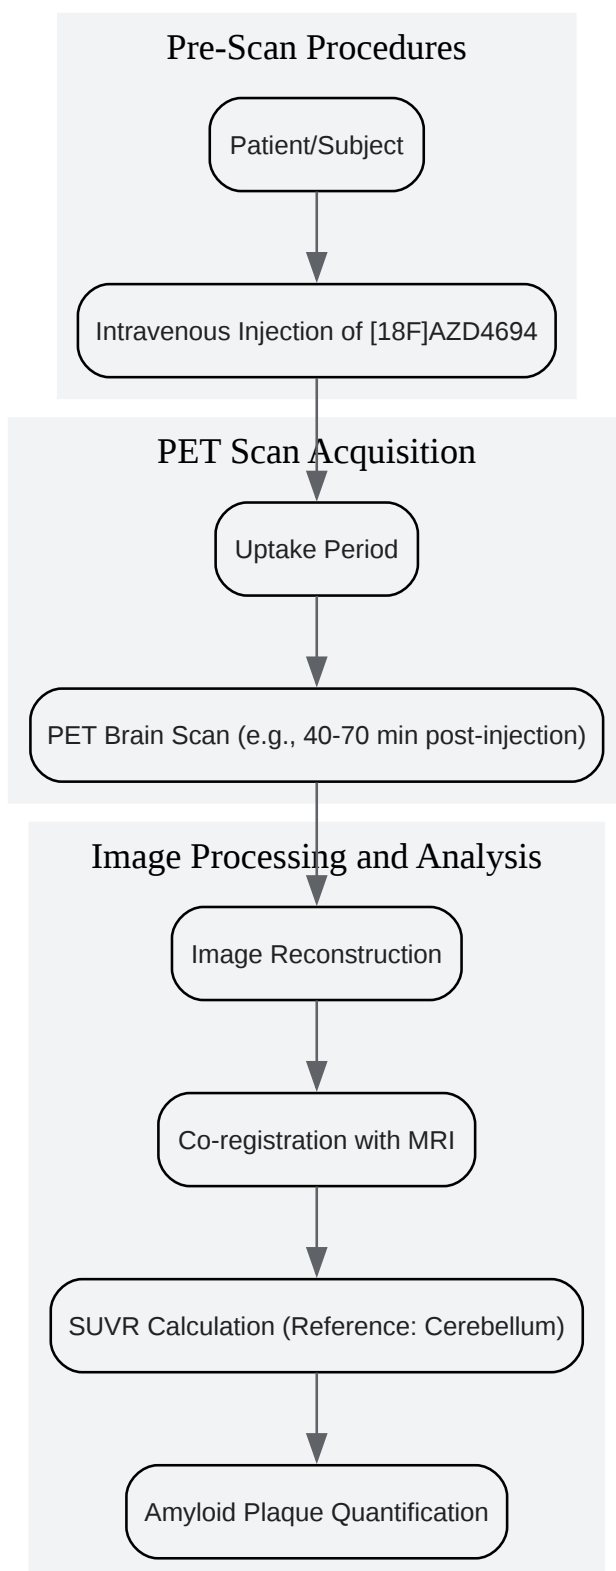 Pre-Scan Procedures
Patient/Subject
Intravenous Injection of [18F]AZD4694
PET Scan Acquisition
Uptake Period
PET Brain Scan (e.g., 40-70 min post-injection)
Image Processing and Analysis
Image Reconstruction
Co-registration with MRI
SUVR Calculation (Reference: Cerebellum)
Amyloid Plaque Quantification